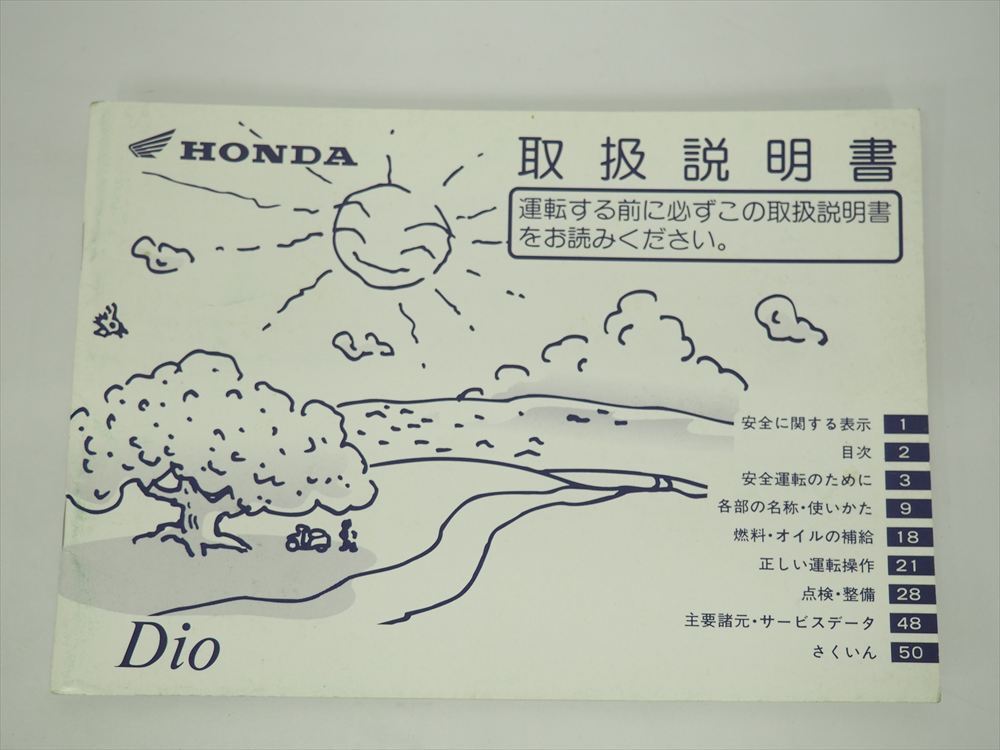 HONDA
取扱説明書
運転する前に必ずこの取扱説明書
をお読みください。
安全に関する表示 1
目次 2
安全運転のために 3
各部の名称・使いかた 9
燃料・オイルの補給 18
正しい運転操作 21
点検・整備 28
主要諸元・サービスデータ 48
さくいん 50
Dio